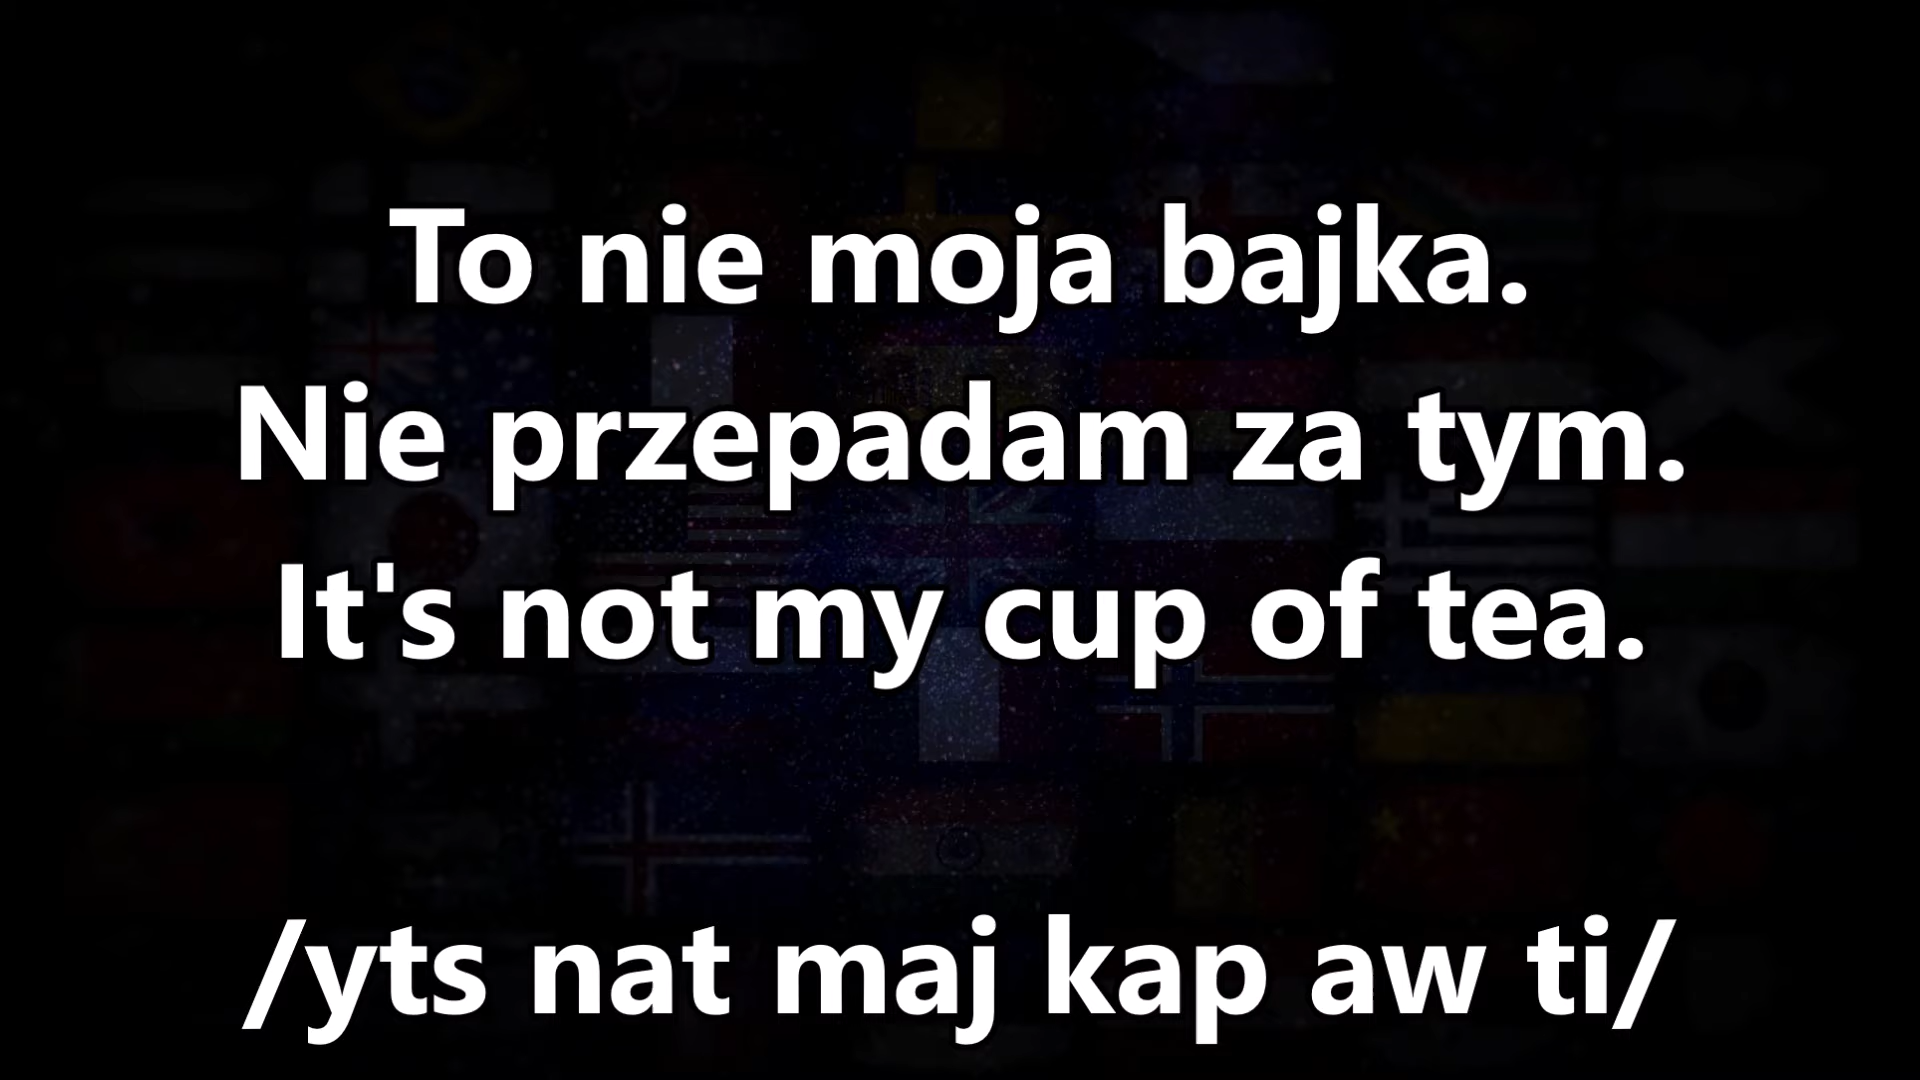 To nie moja bajka.
Nie przepadam za tym.
It's not my cup of tea.
/yts nat maj kap aw ti/